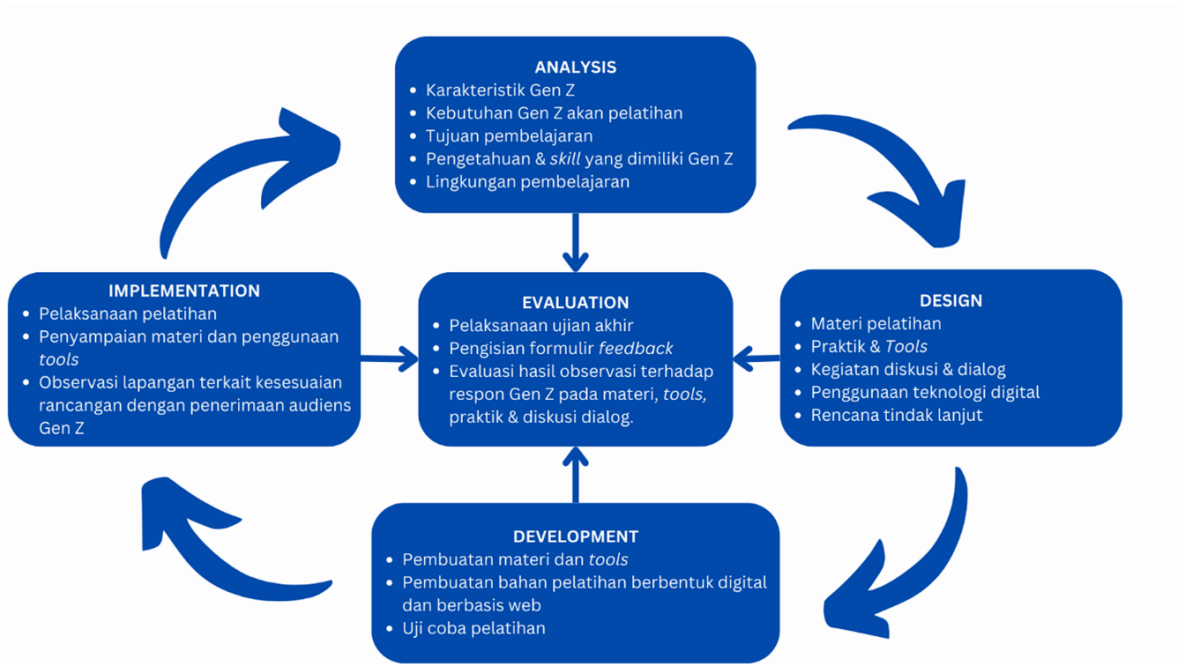 ANALYSIS
• Karakteristik Gen Z
• Kebutuhan Gen Z akan pelatihan
• Tujuan pembelajaran
• Pengetahuan & skill yang dimiliki Gen Z
• Lingkungan pembelajaran
IMPLEMENTATION
• Pelaksanaan pelatihan
• Penyampaian materi dan penggunaan
tools
• Observasi lapangan terkait kesesuaian
rancangan dengan penerimaan audiens
Gen Z
EVALUATION
• Pelaksanaan ujian akhir
• Pengisian formulir feedback
• Evaluasi hasil observasi terhadap
respon Gen Z pada materi, tools,
praktik & diskusi dialog.
DESIGN
• Materi pelatihan
• Praktik & Tools
• Kegiatan diskusi & dialog
• Penggunaan teknologi digital
• Rencana tindak lanjut
DEVELOPMENT
• Pembuatan materi dan tools
• Pembuatan bahan pelatihan berbentuk digital
dan berbasis web
• Uji coba pelatihan